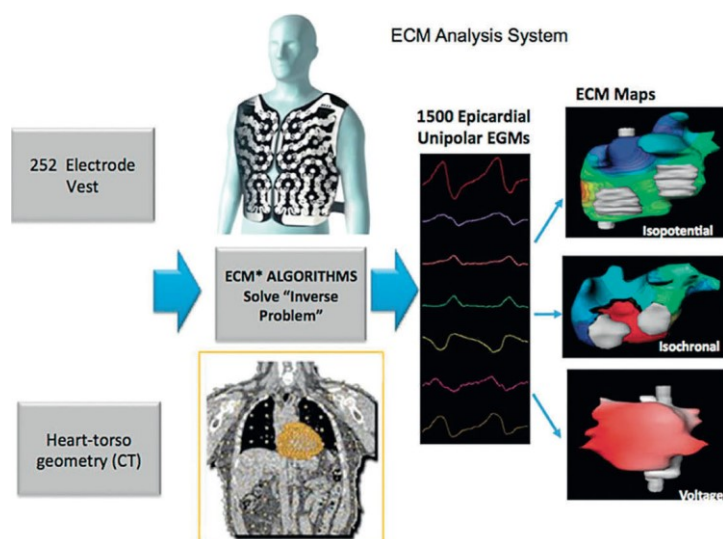 ECM Analysis System
252 Electrode
Vest
ECM* ALGORITHMS
Solve “Inverse
Problem”
Heart-torso
geometry (CT)
1500 Epicardial
Unipolar EGMs
ECM Maps
Isopotential
Isochronal
Voltage